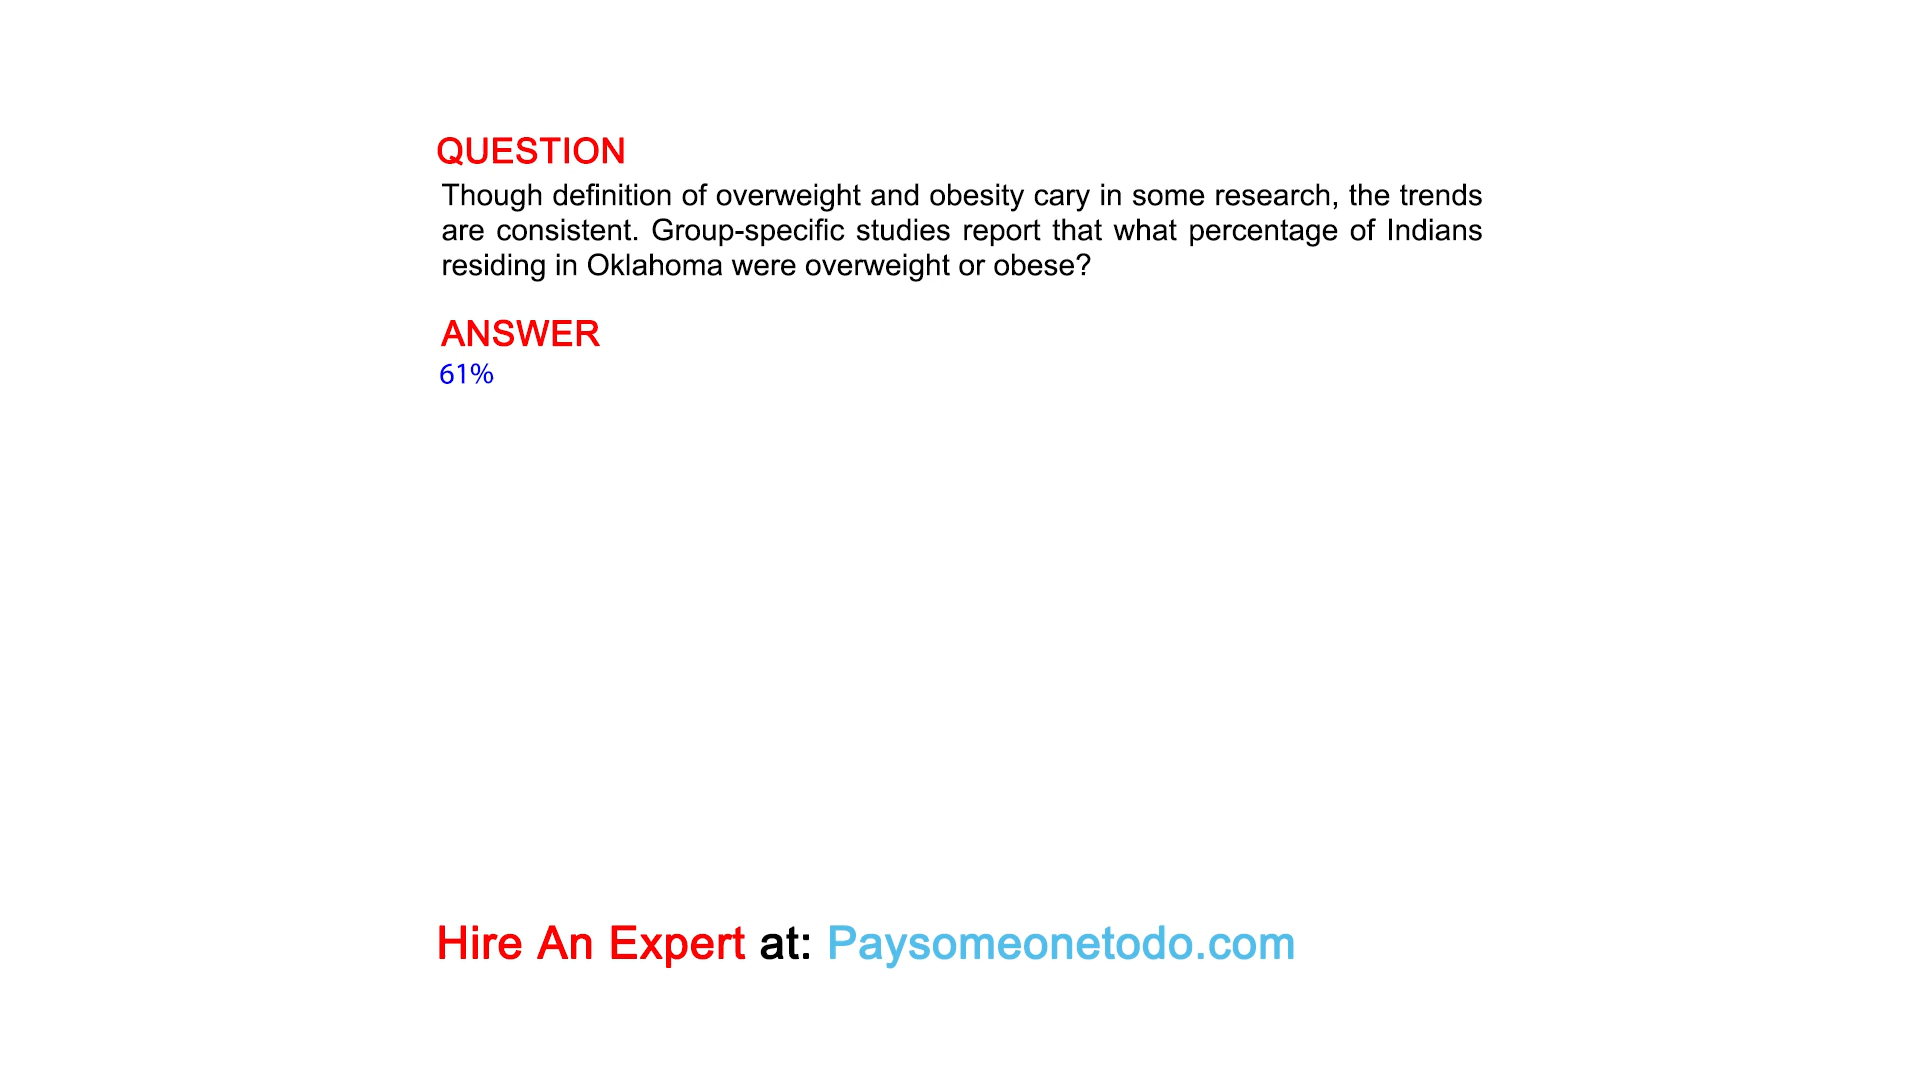 QUESTION
Though definition of overweight and obesity cary in some research, the trends
are consistent. Group-specific studies report that what percentage of Indians
residing in Oklahoma were overweight or obese?
ANSWER
61%
Hire An Expert at: Paysomeonetodo.com